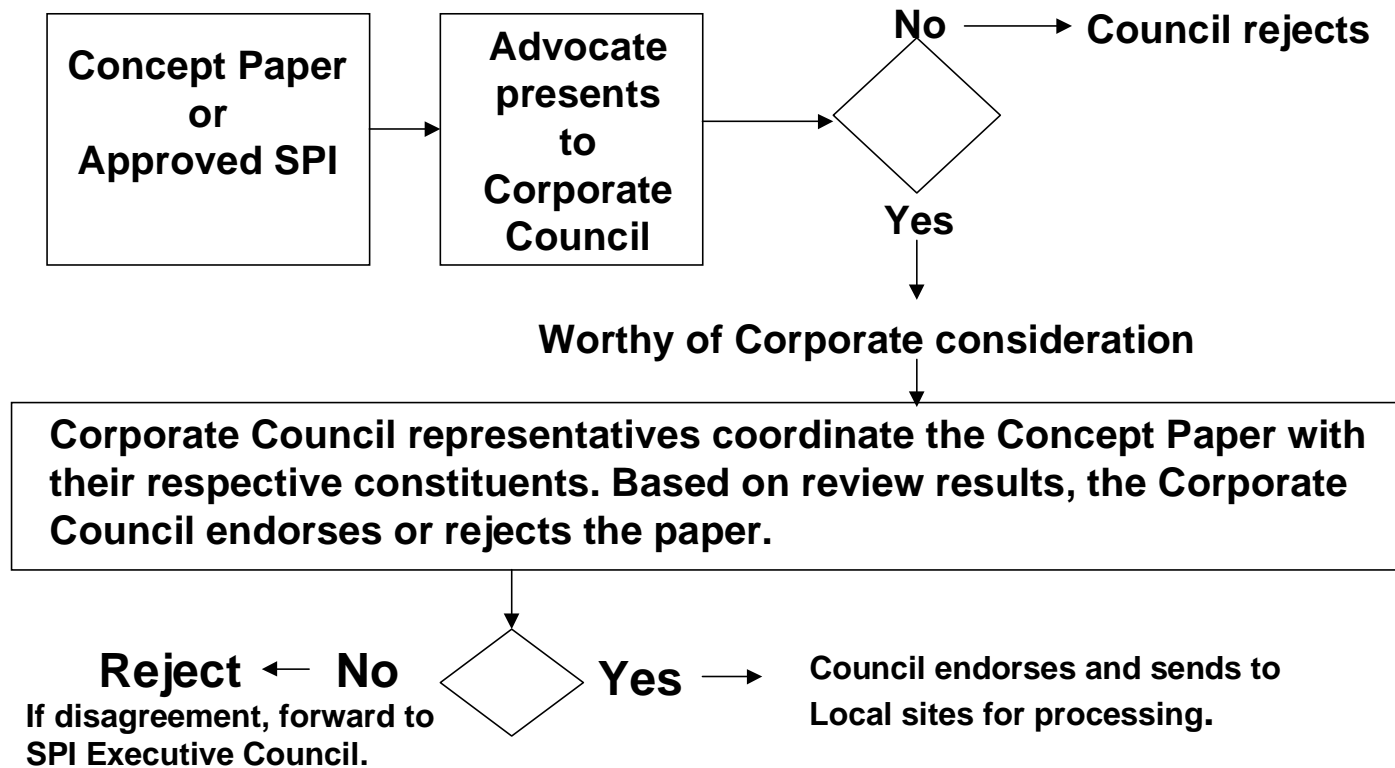 Concept Paper
or
Approved SPI
Advocate
presents
to
Corporate
Council
No
Council rejects
Yes
Worthy of Corporate consideration
Corporate Council representatives coordinate the Concept Paper with
their respective constituents. Based on review results, the Corporate
Council endorses or rejects the paper.
Reject
No
If disagreement, forward to
SPI Executive Council.
Yes
Council endorses and sends to
Local sites for processing.